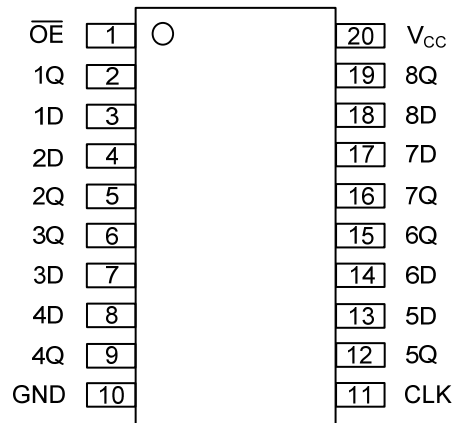 O̅E̅ 1 20 VCC
1Q 2 19 8Q
1D 3 18 8D
2D 4 17 7D
2Q 5 16 7Q
3Q 6 15 6Q
3D 7 14 6D
4D 8 13 5D
4Q 9 12 5Q
GND 10 11 CLK